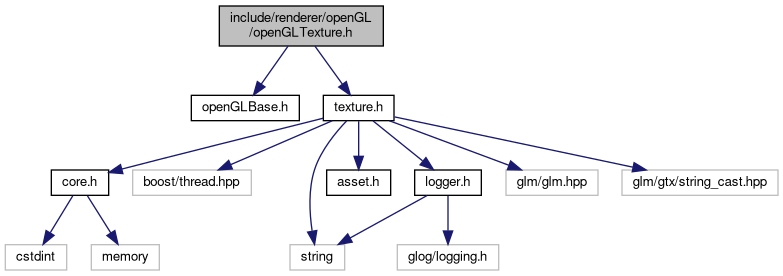 include/renderer/openGL
/openGLTexture.h
openGLBase.h
texture.h
core.h
boost/thread.hpp
asset.h
logger.h
glm/glm.hpp
glm/gtx/string_cast.hpp
cstdint
memory
string
glog/logging.h